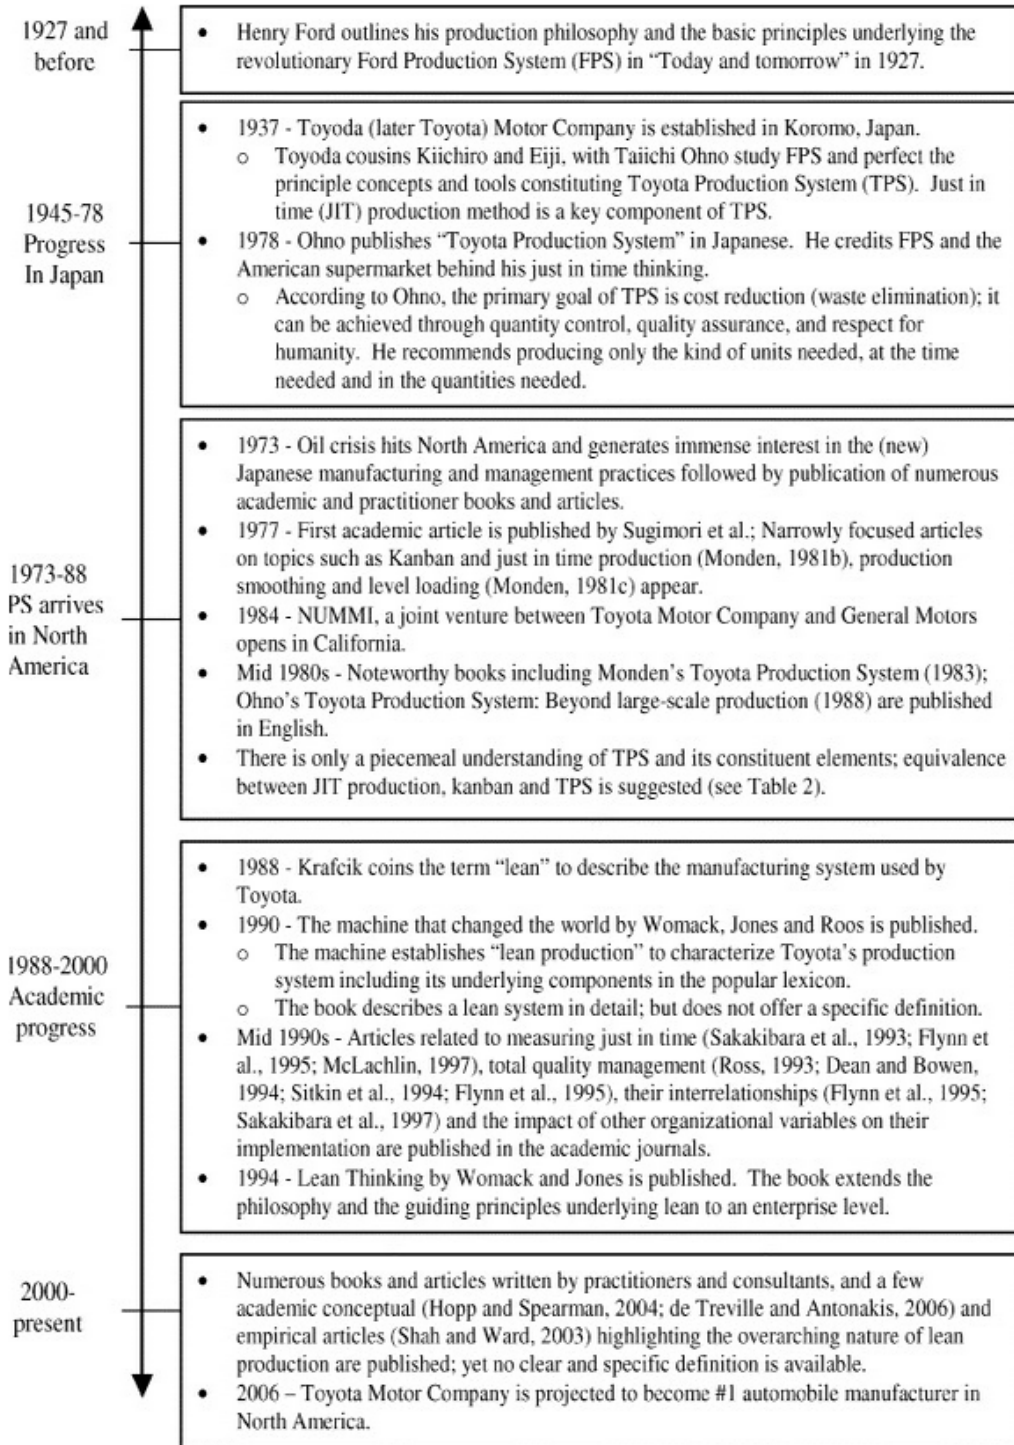 1927 and
before
• Henry Ford outlines his production philosophy and the basic principles underlying the
revolutionary Ford Production System (FPS) in “Today and tomorrow” in 1927.
1945-78
Progress
In Japan
• 1937 - Toyoda (later Toyota) Motor Company is established in Koromo, Japan.
o Toyoda cousins Kiichiro and Eiji, with Taiichi Ohno study FPS and perfect the
principle concepts and tools constituting Toyota Production System (TPS). Just in
time (JIT) production method is a key component of TPS.
• 1978 - Ohno publishes “Toyota Production System” in Japanese. He credits FPS and the
American supermarket behind his just in time thinking.
o According to Ohno, the primary goal of TPS is cost reduction (waste elimination); it
can be achieved through quantity control, quality assurance, and respect for
humanity. He recommends producing only the kind of units needed, at the time
needed and in the quantities needed.
1973-88
PS arrives
in North
America
• 1973 - Oil crisis hits North America and generates immense interest in the (new)
Japanese manufacturing and management practices followed by publication of numerous
academic and practitioner books and articles.
• 1977 - First academic article is published by Sugimori et al.; Narrowly focused articles
on topics such as Kanban and just in time production (Monden, 1981b), production
smoothing and level loading (Monden, 1981c) appear.
• 1984 - NUMMI, a joint venture between Toyota Motor Company and General Motors
opens in California.
• Mid 1980s - Noteworthy books including Monden’s Toyota Production System (1983);
Ohno’s Toyota Production System: Beyond large-scale production (1988) are published
in English.
• There is only a piecemeal understanding of TPS and its constituent elements; equivalence
between JIT production, kanban and TPS is suggested (see Table 2).
1988-2000
Academic
progress
• 1988 - Krafcik coins the term “lean” to describe the manufacturing system used by
Toyota.
• 1990 - The machine that changed the world by Womack, Jones and Roos is published.
o The machine establishes “lean production” to characterize Toyota’s production
system including its underlying components in the popular lexicon.
o The book describes a lean system in detail; but does not offer a specific definition.
• Mid 1990s - Articles related to measuring just in time (Sakakibara et al., 1993; Flynn et
al., 1995; McLachlin, 1997), total quality management (Ross, 1993; Dean and Bowen,
1994; Sitkin et al., 1994; Flynn et al., 1995), their interrelationships (Flynn et al., 1995;
Sakakibara et al., 1997) and the impact of other organizational variables on their
implementation are published in the academic journals.
• 1994 - Lean Thinking by Womack and Jones is published. The book extends the
philosophy and the guiding principles underlying lean to an enterprise level.
2000-
present
• Numerous books and articles written by practitioners and consultants, and a few
academic conceptual (Hopp and Spearman, 2004; de Treville and Antonakis, 2006) and
empirical articles (Shah and Ward, 2003) highlighting the overarching nature of lean
production are published; yet no clear and specific definition is available.
• 2006 – Toyota Motor Company is projected to become #1 automobile manufacturer in
North America.